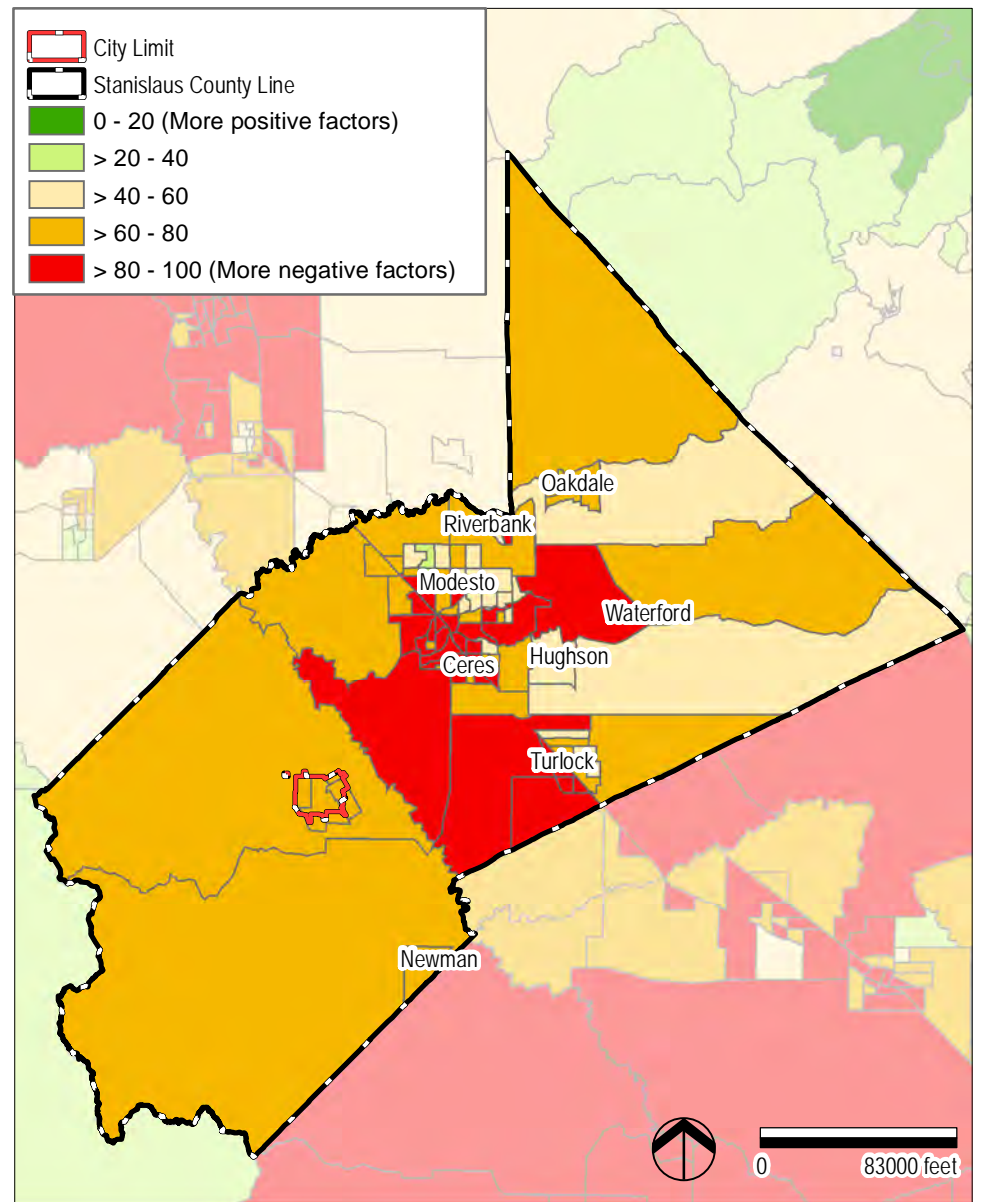 City Limit
Stanislaus County Line
0 - 20 (More positive factors)
> 20 - 40
> 40 - 60
> 60 - 80
> 80 - 100 (More negative factors)
Oakdale
Riverbank
Modesto
Waterford
Ceres
Hughson
Turlock
Newman
0
83000 feet